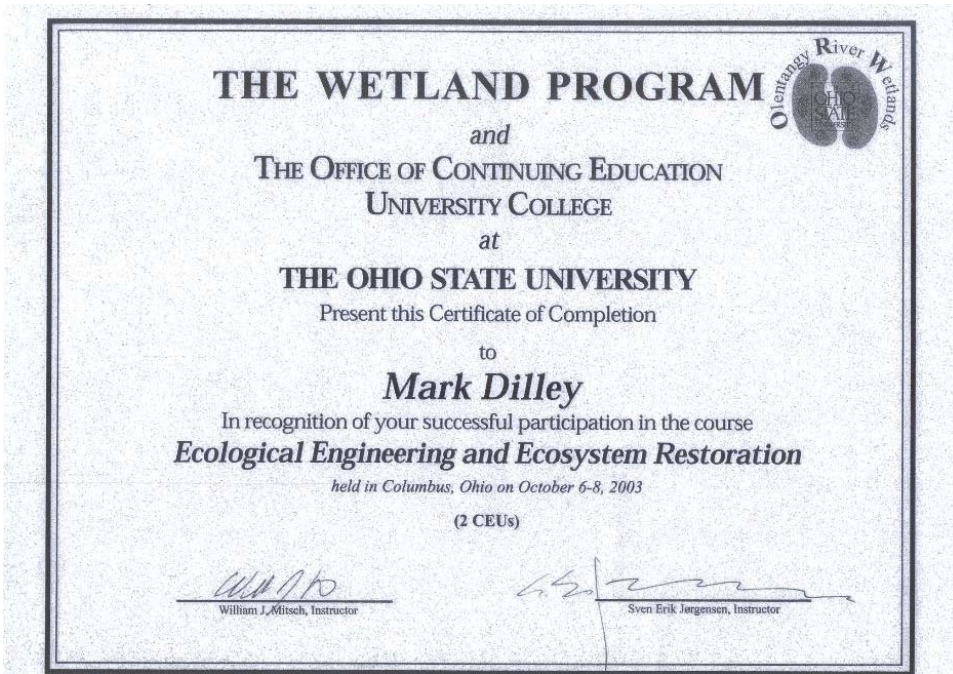 Olentangy River Wetlands
OHIO
STATE
UNIVERSITY
THE WETLAND PROGRAM
and
THE OFFICE OF CONTINUING EDUCATION
UNIVERSITY COLLEGE
at
THE OHIO STATE UNIVERSITY
Present this Certificate of Completion
to
Mark Dilley
In recognition of your successful participation in the course
Ecological Engineering and Ecosystem Restoration
held in Columbus, Ohio on October 6-8, 2003
(2 CEUs)
William J. Mitsch, Instructor
Sven Erik Jørgensen, Instructor